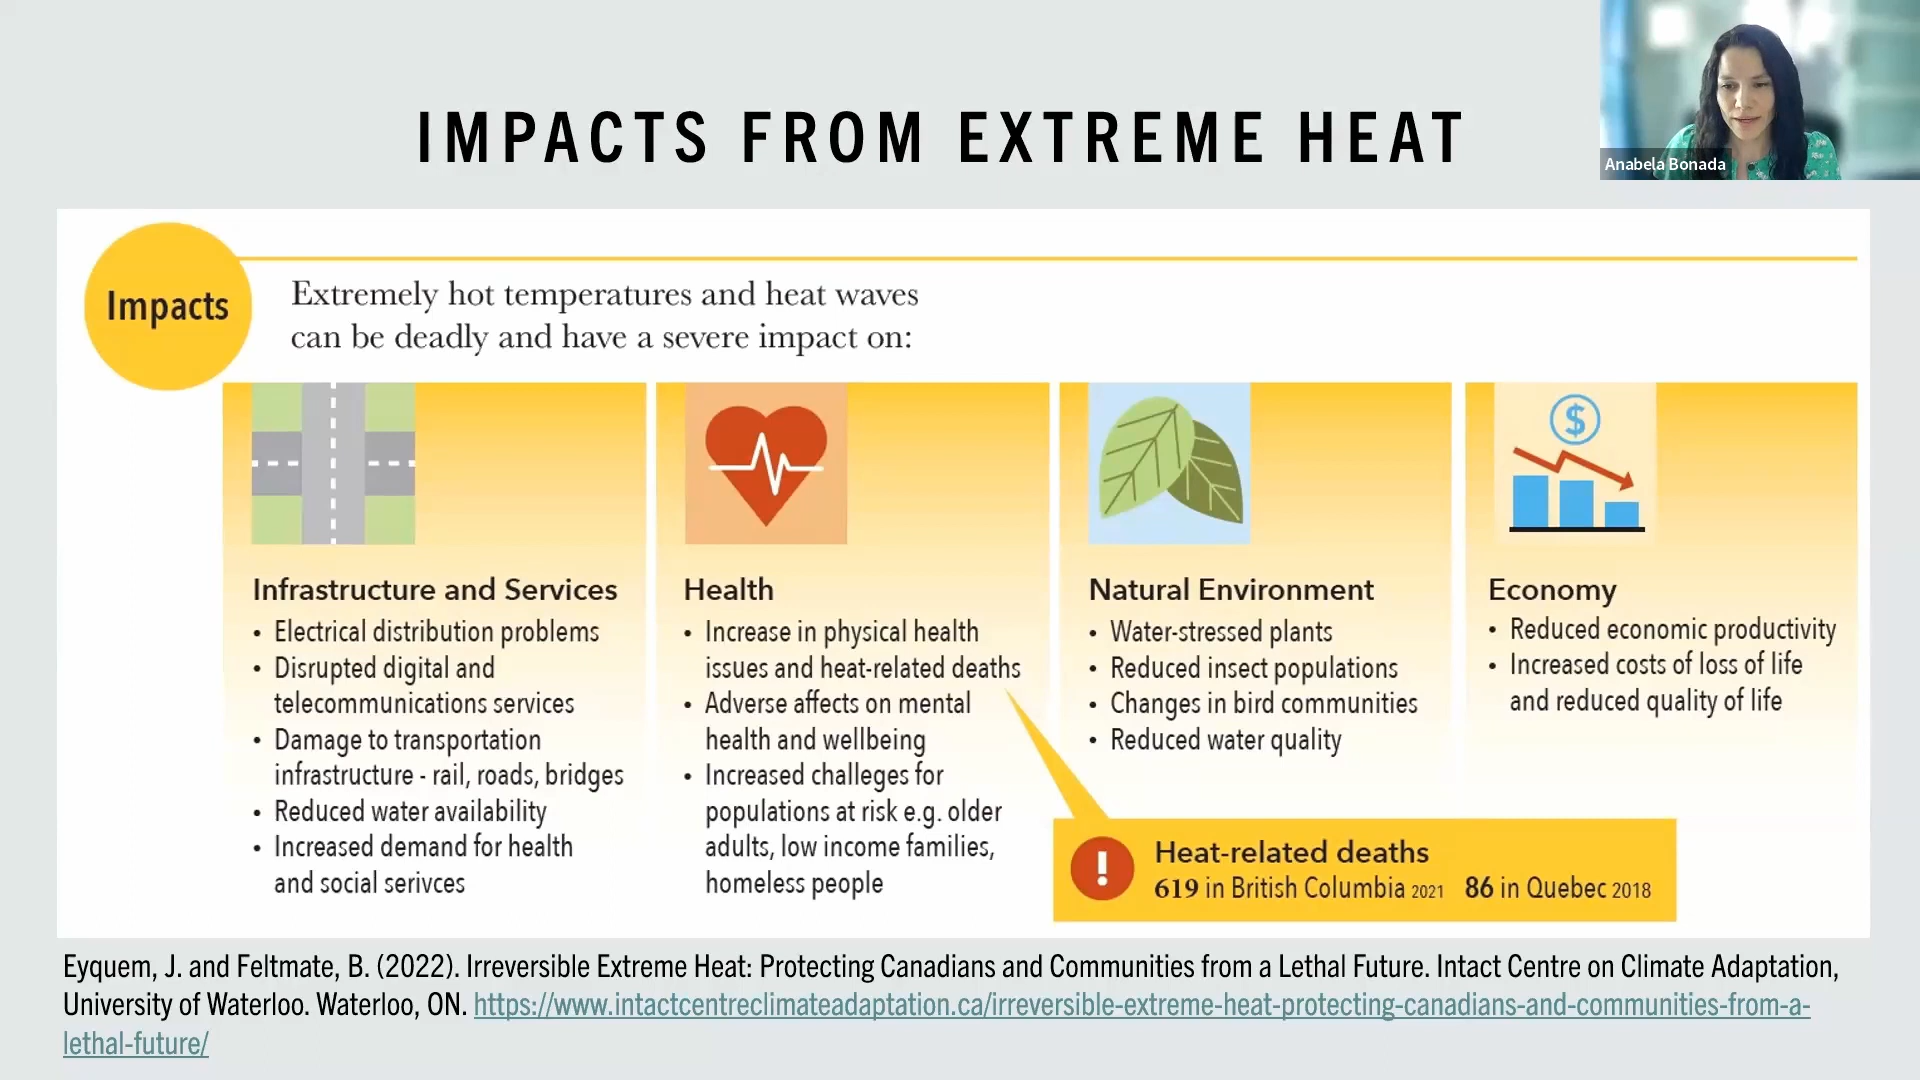 IMPACTS FROM EXTREME HEAT
Anabela Bonada
Impacts
Extremely hot temperatures and heat waves
can be deadly and have a severe impact on:
Infrastructure and Services
• Electrical distribution problems
• Disrupted digital and
telecommunications services
• Damage to transportation
infrastructure - rail, roads, bridges
• Reduced water availability
• Increased demand for health
and social serivces
Health
• Increase in physical health
issues and heat-related deaths
• Adverse affects on mental
health and wellbeing
• Increased challeges for
populations at risk e.g. older
adults, low income families,
homeless people
Natural Environment
• Water-stressed plants
• Reduced insect populations
• Changes in bird communities
• Reduced water quality
$
Economy
• Reduced economic productivity
• Increased costs of loss of life
and reduced quality of life
!
Heat-related deaths
619 in British Columbia 2021 86 in Quebec 2018
Eyquem, J. and Feltmate, B. (2022). Irreversible Extreme Heat: Protecting Canadians and Communities from a Lethal Future. Intact Centre on Climate Adaptation,
University of Waterloo. Waterloo, ON. https://www.intactcentreclimateadaptation.ca/irreversible-extreme-heat-protecting-canadians-and-communities-from-a-
lethal-future/